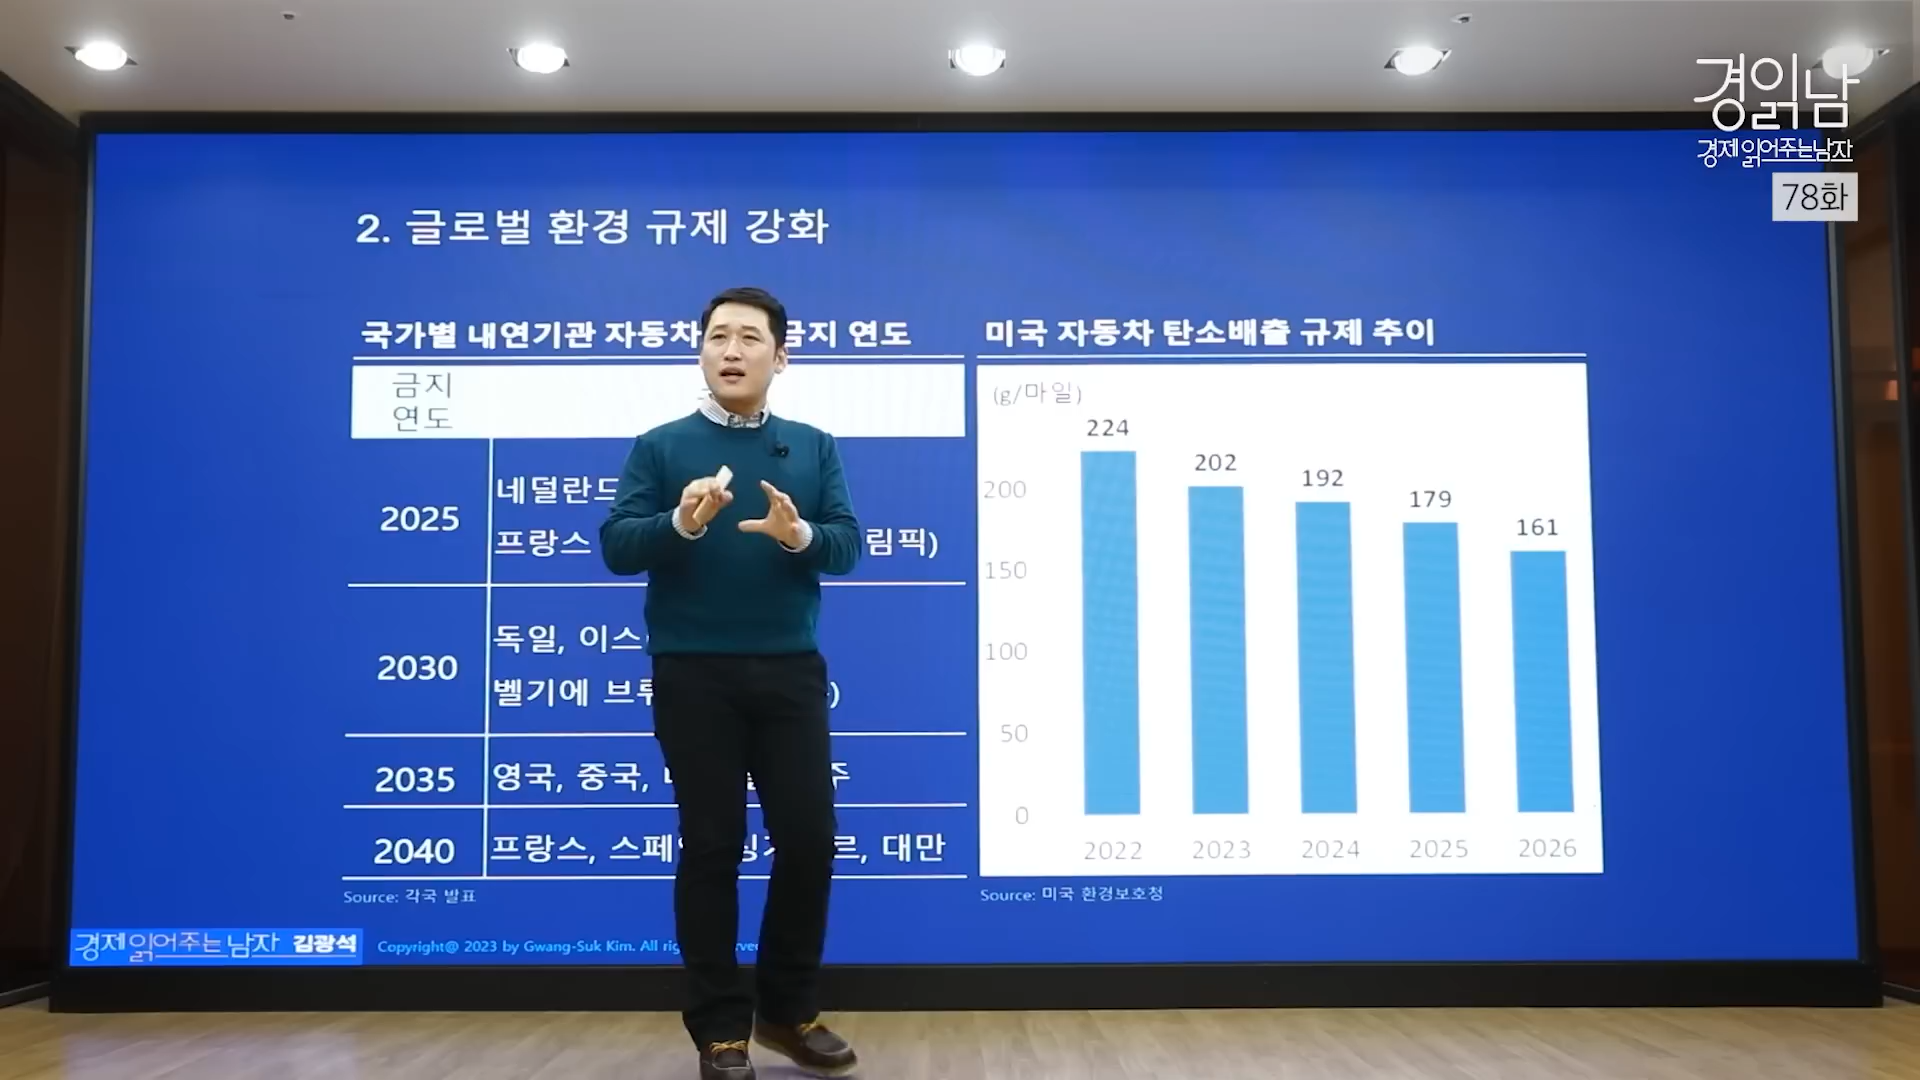 경읽남
경제 읽어주는 남자
78화
2. 글로벌 환경 규제 강화
국가별 내연기관 자동차 금지 연도
금지
연도
2025
네덜란드
프랑스 림픽)
2030
독일, 이스
벨기에 )
2035
영국, 중국, 주
2040
프랑스, 스페 르, 대만
Source: 각국 발표
미국 자동차 탄소배출 규제 추이
(g/마일)
224
202
192
179
161
200
150
100
50
0
2022 2023 2024 2025 2026
Source: 미국 환경보호청
경제 읽어주는 남자 김광석
Copyright@ 2023 by Gwang-Suk Kim. All